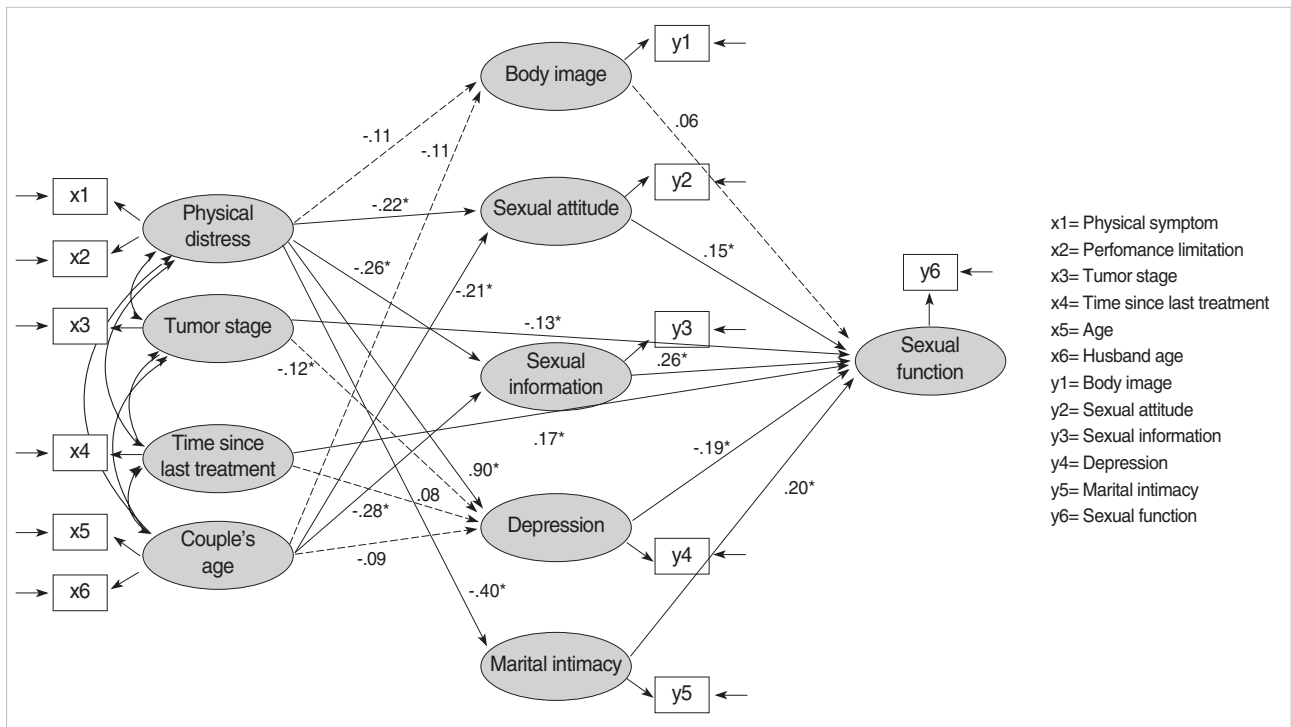 y1
Body image
-.11
-.11
.06
x1
y2
Physical
distress
-.22*
Sexual attitude
x2
-.26*
-.21*
.15*
y6
x3
Tumor stage
-.13*
y3
-.12*
Sexual
information
.26*
Sexual
function
x4
Time since
last treatment
.17*
.90*
.08
-.19*
.20*
-.28*
x5
Couple's
age
-.09
Depression
y4
x6
-.40*
Marital intimacy
y5
x1= Physical symptom
x2= Perfomance limitation
x3= Tumor stage
x4= Time since last treatment
x5= Age
x6= Husband age
y1= Body image
y2= Sexual attitude
y3= Sexual information
y4= Depression
y5= Marital intimacy
y6= Sexual function